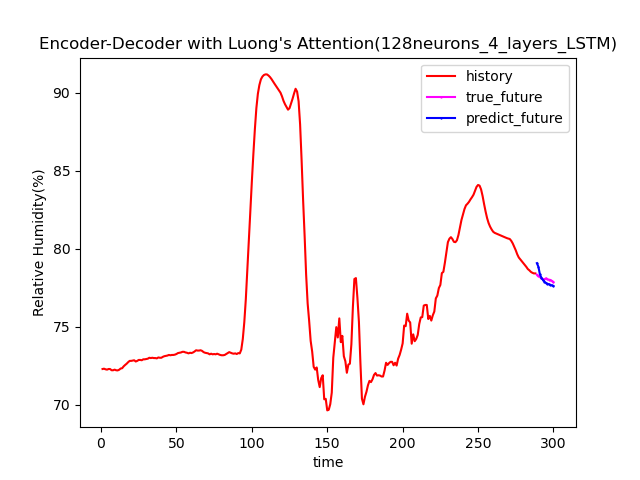 Encoder-Decoder with Luong's Attention(128neurons_4_layers_LSTM)
history
true_future
predict_future
90
85
80
75
70
Relative Humidity(%)
0 50 100 150 200 250 300
time